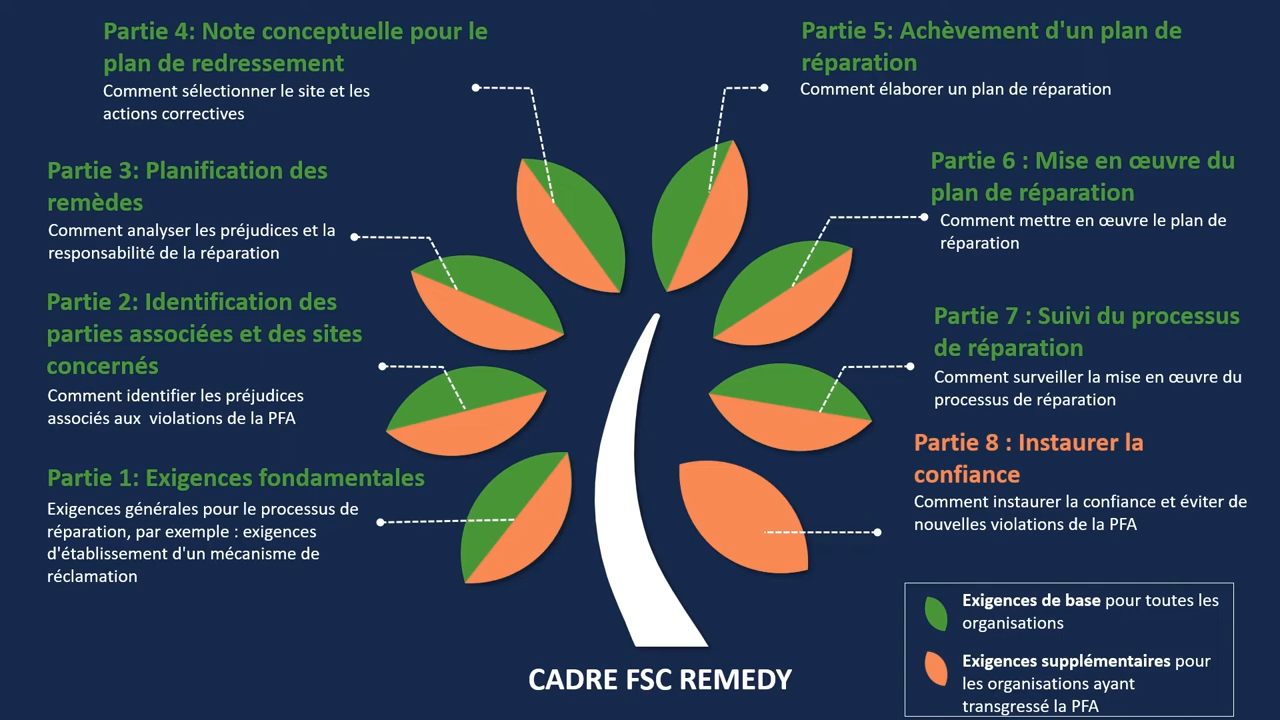 Partie 4: Note conceptuelle pour le
plan de redressement
Comment sélectionner le site et les
actions correctives
Partie 3: Planification des
remèdes
Comment analyser les préjudices et la
responsabilité de la réparation
Partie 2: Identification des
parties associées et des sites
concernés
Comment identifier les préjudices
associés aux  violations de la PFA
Partie 1: Exigences fondamentales
Exigences générales pour le processus de
réparation, par exemple : exigences
d'établissement d'un mécanisme de
réclamation
Partie 5: Achèvement d'un plan de
réparation
Comment élaborer un plan de réparation
Partie 6 : Mise en œuvre du
plan de réparation
Comment mettre en œuvre le plan de
réparation
Partie 7 : Suivi du processus
de réparation
Comment surveiller la mise en œuvre du
processus de réparation
Partie 8 : Instaurer la
confiance
Comment instaurer la confiance et éviter de
nouvelles violations de la PFA
Exigences de base pour toutes les
organisations
Exigences supplémentaires pour
les organisations ayant
transgressé la PFA
CADRE FSC REMEDY